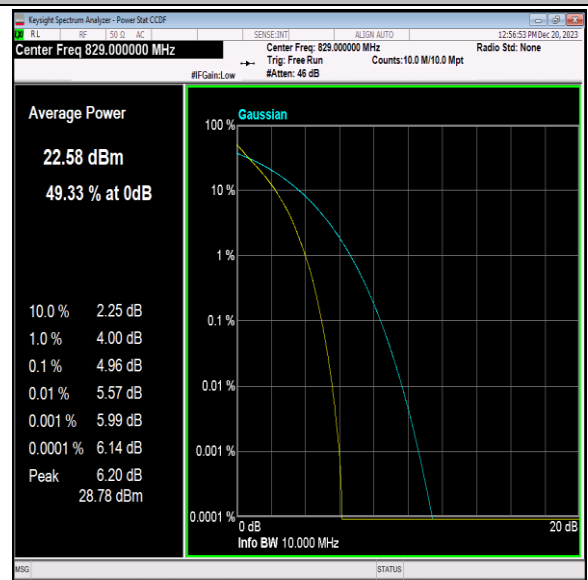 Keysight Spectrum Analyzer - Power Stat CCDF
RL RF 50 Ω AC SENSE:INT ALIGN AUTO 12:56:53 PM Dec 20, 2023
Center Freq 829.000000 MHz
Center Freq: 829.000000 MHz Radio Std: None
Trig: Free Run Counts:10.0 M/10.0 Mpt
#IFGain:Low #Atten: 46 dB
Average Power
22.58 dBm
49.33 % at 0dB
10.0 % 2.25 dB
1.0 % 4.00 dB
0.1 % 4.96 dB
0.01 % 5.57 dB
0.001 % 5.99 dB
0.0001 % 6.14 dB
Peak 6.20 dB
28.78 dBm
Gaussian
100 %
10 %
1 %
0.1 %
0.01 %
0.001 %
0.0001 %
0 dB 20 dB
Info BW 10.000 MHz
MSG STATUS